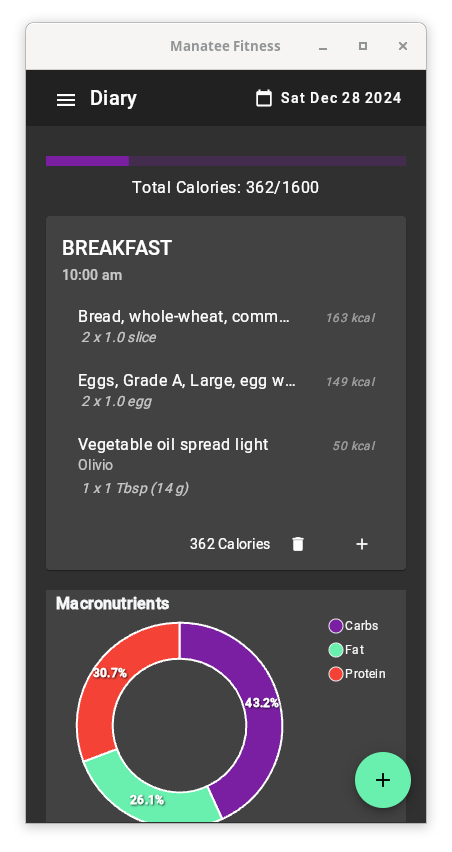 Manatee Fitness
Diary
Sat Dec 28 2024
Total Calories: 362/1600
BREAKFAST
10:00 am
Bread, whole-wheat, comm... 163 kcal
2 x 1.0 slice
Eggs, Grade A, Large, egg w... 149 kcal
2 x 1.0 egg
Vegetable oil spread light 50 kcal
Olivio
1 x 1 Tbsp (14 g)
362 Calories
Macronutrients
Carbs
Fat
Protein
30.7%
43.2%
26.1%